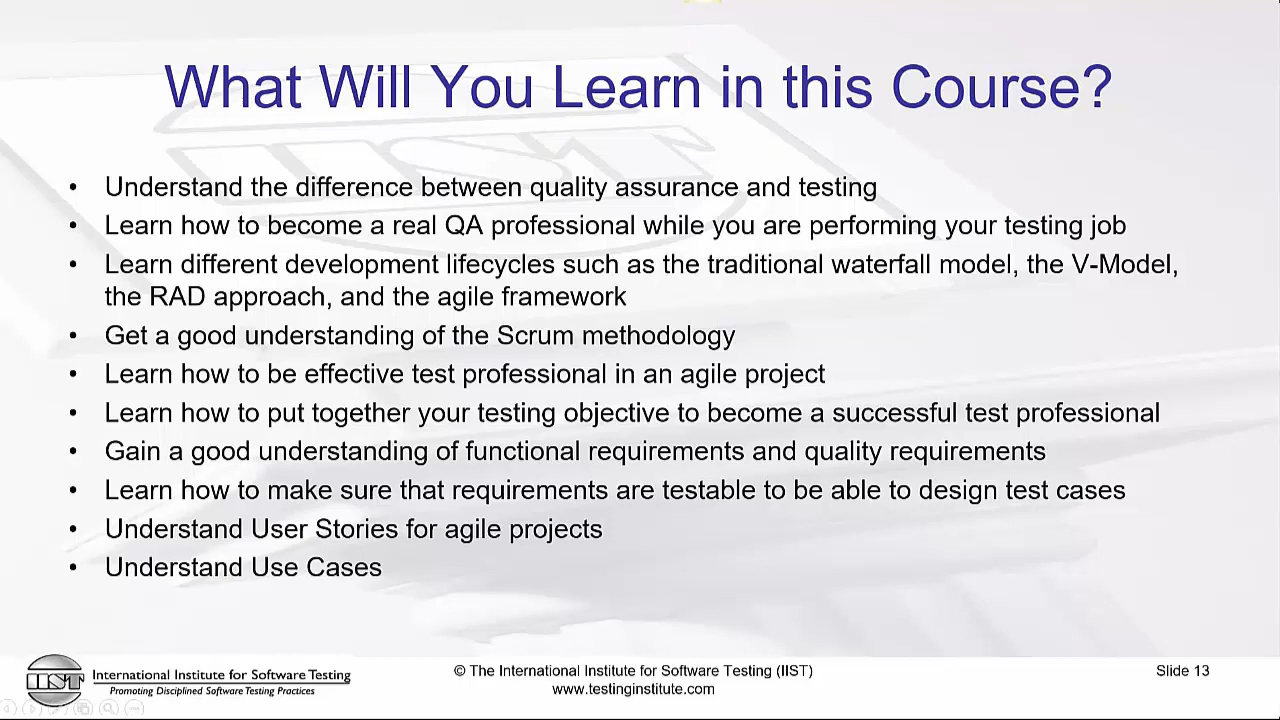 What Will You Learn in this Course?
• Understand the difference between quality assurance and testing
• Learn how to become a real QA professional while you are performing your testing job
• Learn different development lifecycles such as the traditional waterfall model, the V-Model,
the RAD approach, and the agile framework
• Get a good understanding of the Scrum methodology
• Learn how to be effective test professional in an agile project
• Learn how to put together your testing objective to become a successful test professional
• Gain a good understanding of functional requirements and quality requirements
• Learn how to make sure that requirements are testable to be able to design test cases
• Understand User Stories for agile projects
• Understand Use Cases
IIST
International Institute for Software Testing
Promoting Disciplined Software Testing Practices
© The International Institute for Software Testing (IIST)
www.testinginstitute.com
Slide 13